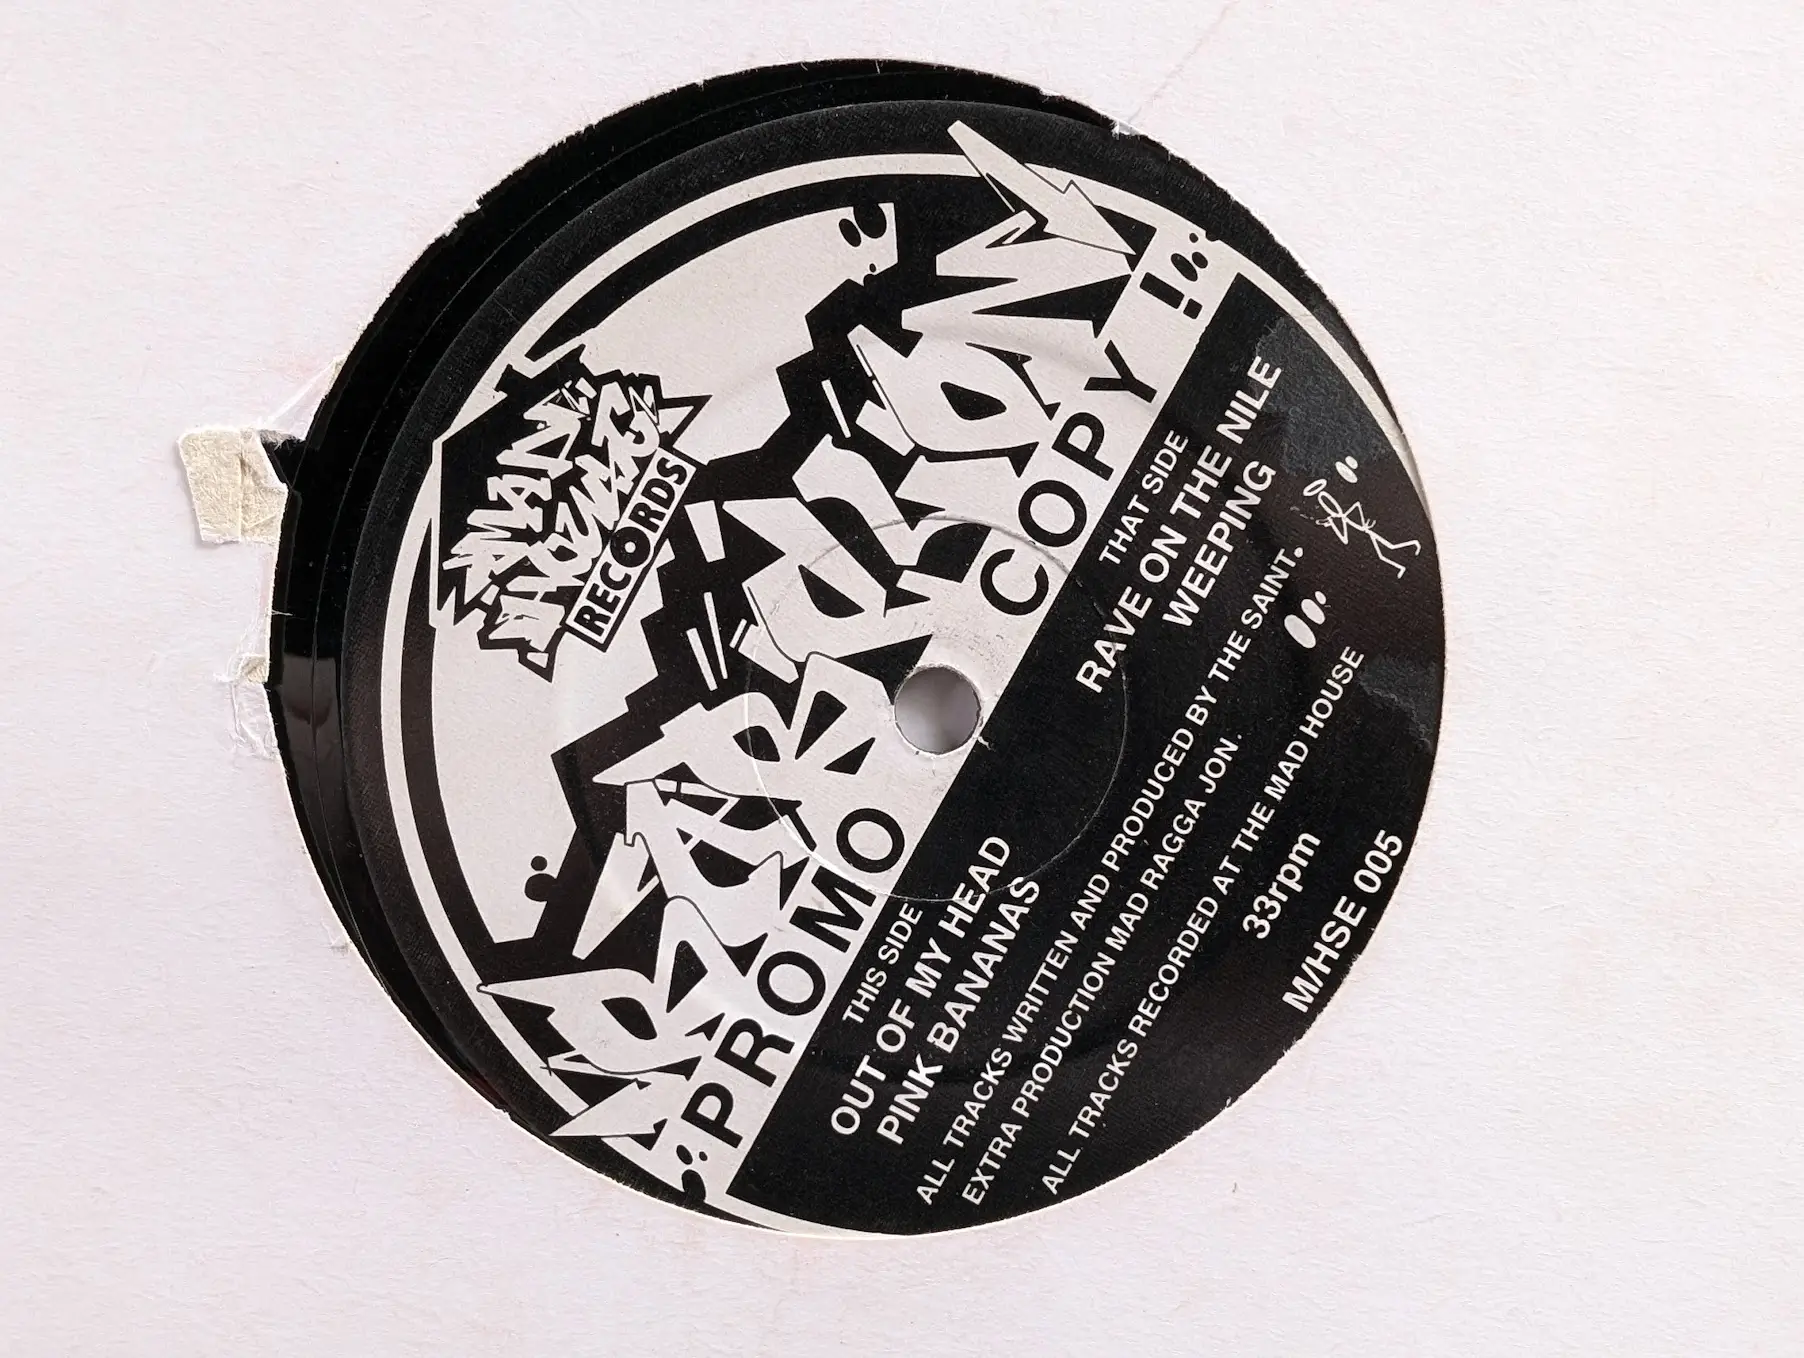 RECORDS
PROMO COPY !
THIS SIDE
OUT OF MY HEAD
PINK BANANAS
THAT SIDE
RAVE ON THE NILE
WEEPING
ALL TRACKS WRITTEN AND PRODUCED BY THE SAINT.
EXTRA PRODUCTION MAD RAGGA JON.
ALL TRACKS RECORDED AT THE MAD HOUSE
33rpm
M/HSE 005